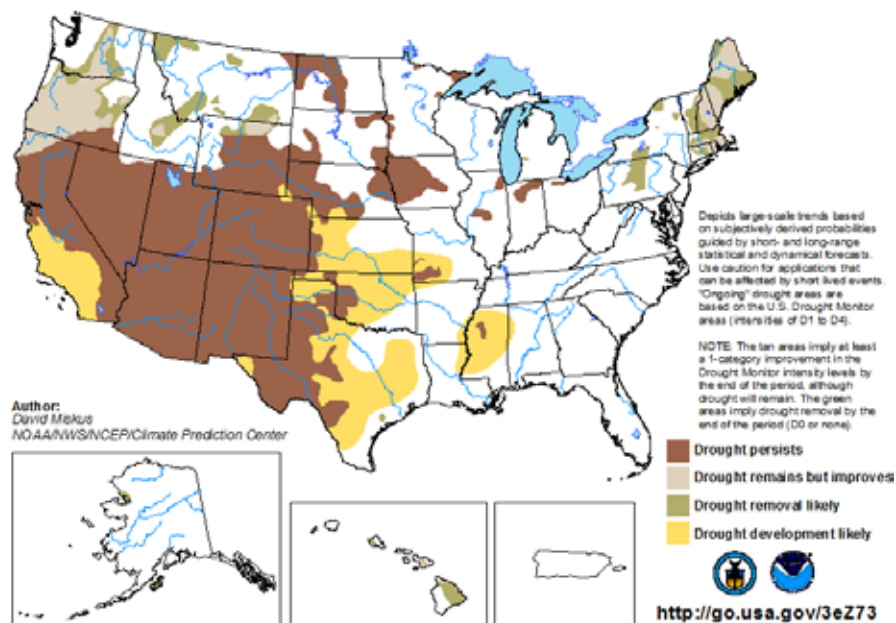 Depicts large-scale trends based
on subjectively derived probabilities
guided by short- and long-range
statistical and dynamical forecasts.
Use caution for applications that
can be affected by short lived events.
"Ongoing" drought areas are
based on the U.S. Drought Monitor
areas (intensities of D1 to D4).
NOTE: The tan areas imply at least
a 1-category improvement in the
Drought Monitor intensity levels by
the end of the period, although
drought will remain. The green
areas imply drought removal by the
end of the period (D0 or none).
Author:
David Miskus
NOAA/NWS/NCEP/Climate Prediction Center
Drought persists
Drought remains but improves
Drought removal likely
Drought development likely
http://go.usa.gov/3eZ73